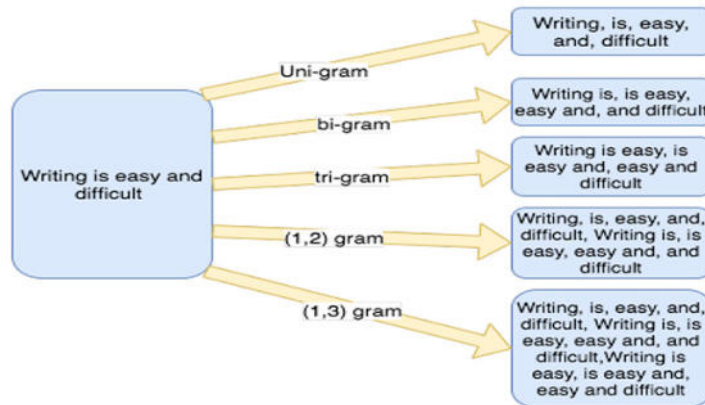 Writing is easy and
difficult
Uni-gram
bi-gram
tri-gram
(1,2) gram
(1,3) gram
Writing, is, easy,
and, difficult
Writing is, is easy,
easy and, and difficult
Writing is easy, is
easy and, easy and
difficult
Writing, is, easy, and,
difficult, Writing is, is
easy, easy and, and
difficult
Writing, is, easy, and,
difficult, Writing is, is
easy, easy and, and
difficult,Writing is
easy, is easy and,
easy and difficult